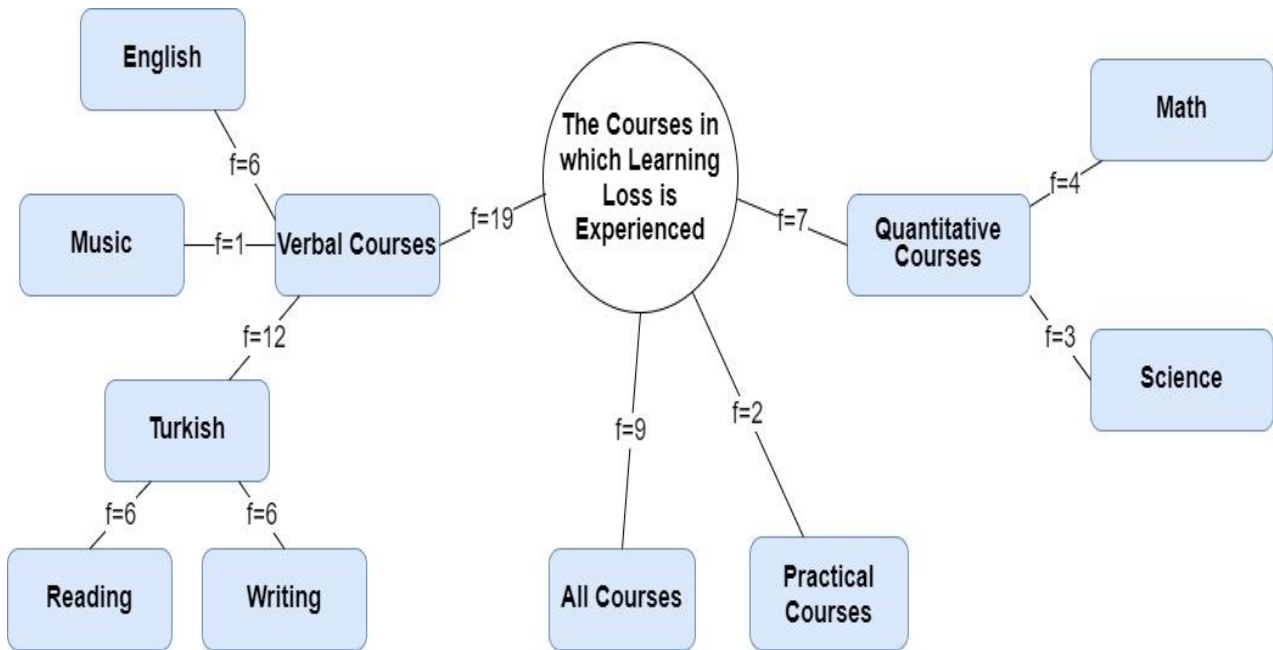 English
f=6
Music
f=1
Verbal Courses
f=19
f=12
Turkish
f=6
f=6
Reading
Writing
The Courses in
which Learning
Loss is
Experienced
f=9
All Courses
f=2
Practical
Courses
f=7
Quantitative
Courses
f=4
Math
f=3
Science